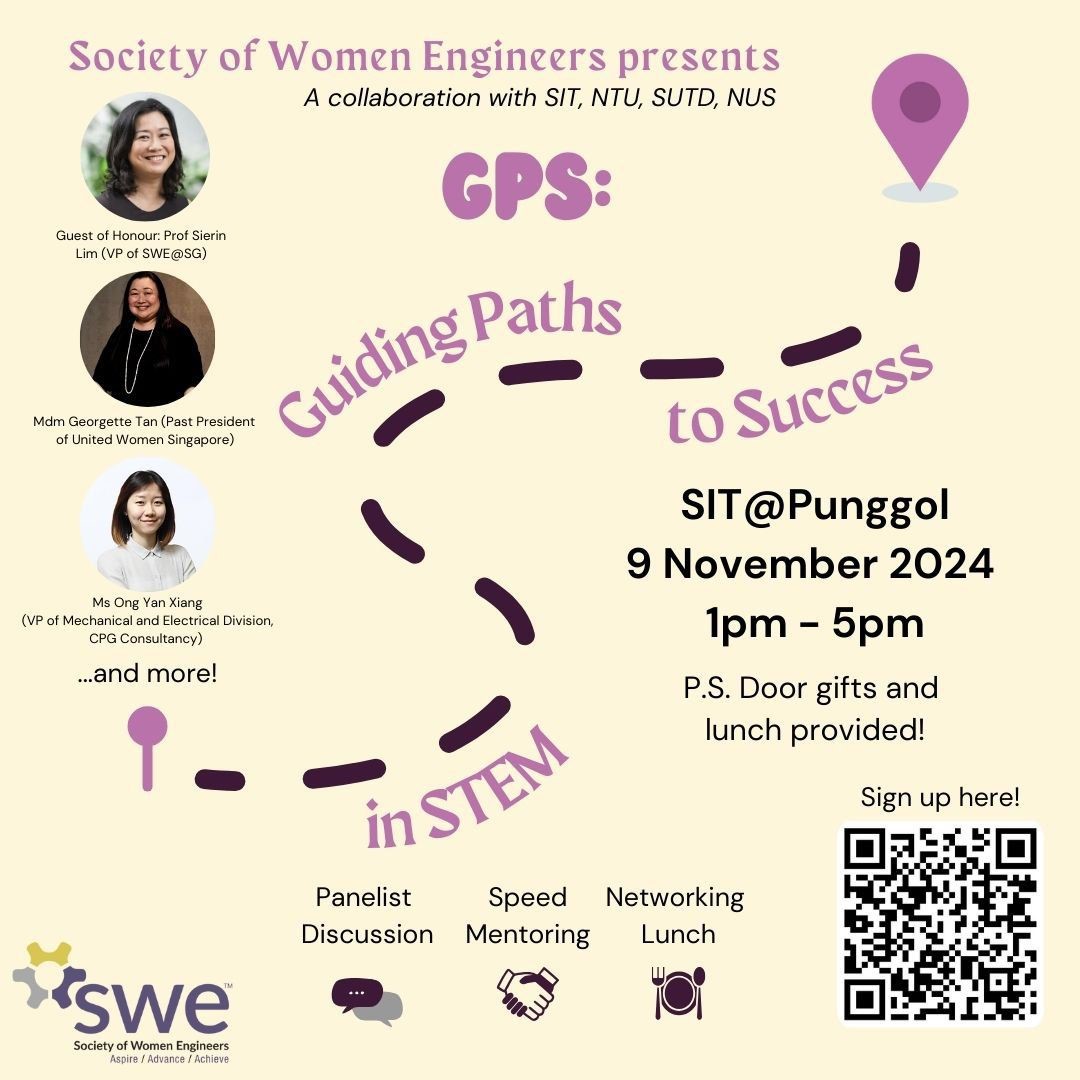 Society of Women Engineers presents
A collaboration with SIT, NTU, SUTD, NUS
GPS:
Guiding Paths
to Success
in STEM
Guest of Honour: Prof Sierin
Lim (VP of SWE@SG)
Mdm Georgette Tan (Past President
of United Women Singapore)
Ms Ong Yan Xiang
(VP of Mechanical and Electrical Division,
CPG Consultancy)
...and more!
SIT@Punggol
9 November 2024
1pm - 5pm
P.S. Door gifts and
lunch provided!
Sign up here!
Panelist
Discussion
Speed
Mentoring
Networking
Lunch
swe™
Society of Women Engineers
Aspire / Advance / Achieve